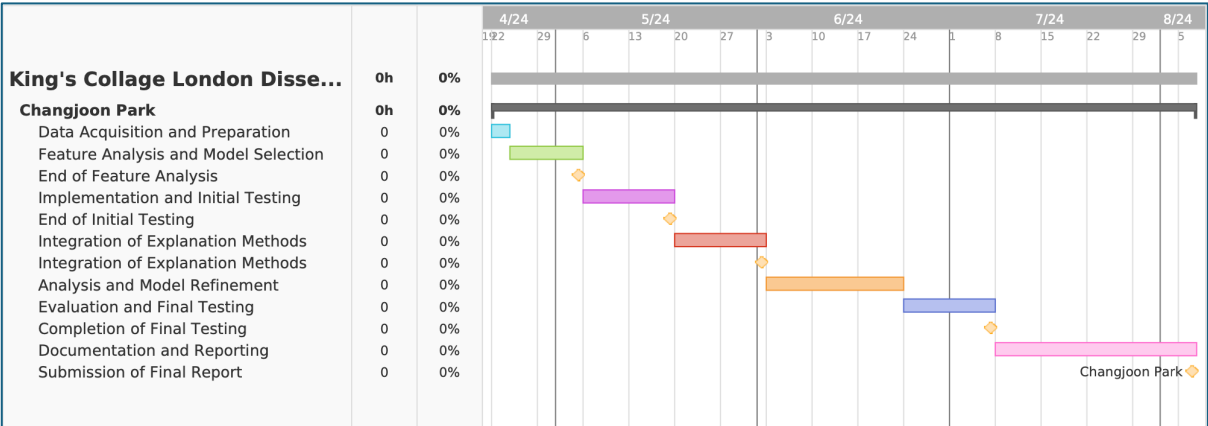 4/24 5/24 6/24 7/24 8/24
19 22 29 6 13 20 27 3 10 17 24 1 8 15 22 29 5
King's Collage London Disse... 0h 0%
Changjoon Park 0h 0%
Data Acquisition and Preparation 0 0%
Feature Analysis and Model Selection 0 0%
End of Feature Analysis 0 0%
Implementation and Initial Testing 0 0%
End of Initial Testing 0 0%
Integration of Explanation Methods 0 0%
Integration of Explanation Methods 0 0%
Analysis and Model Refinement 0 0%
Evaluation and Final Testing 0 0%
Completion of Final Testing 0 0%
Documentation and Reporting 0 0%
Submission of Final Report 0 0% Changjoon Park